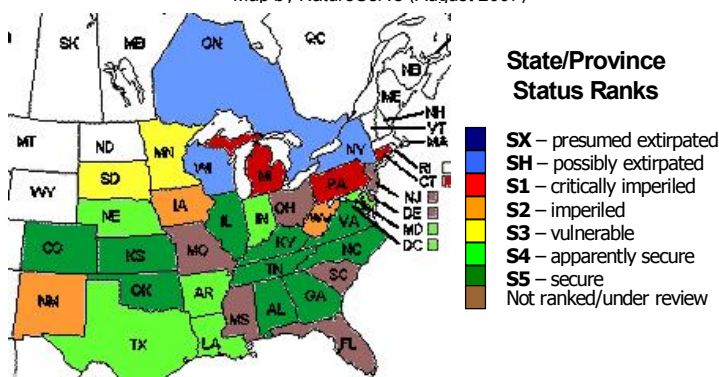 Map by NatureServe (August 2007)
SK
MB
ON
QC
NB
ME
NH
VT
MA
MT
ND
MN
WI
MI
NY
RI
CT
WY
SD
IA
PA
NJ
DE
MD
DC
NE
IL
IN
OH
WV
VA
CO
KS
MO
KY
NC
TN
OK
AR
SC
NM
TX
LA
MS
AL
GA
FL
State/Province
Status Ranks
SX – presumed extirpated
SH – possibly extirpated
S1 – critically imperiled
S2 – imperiled
S3 – vulnerable
S4 – apparently secure
S5 – secure
Not ranked/under review